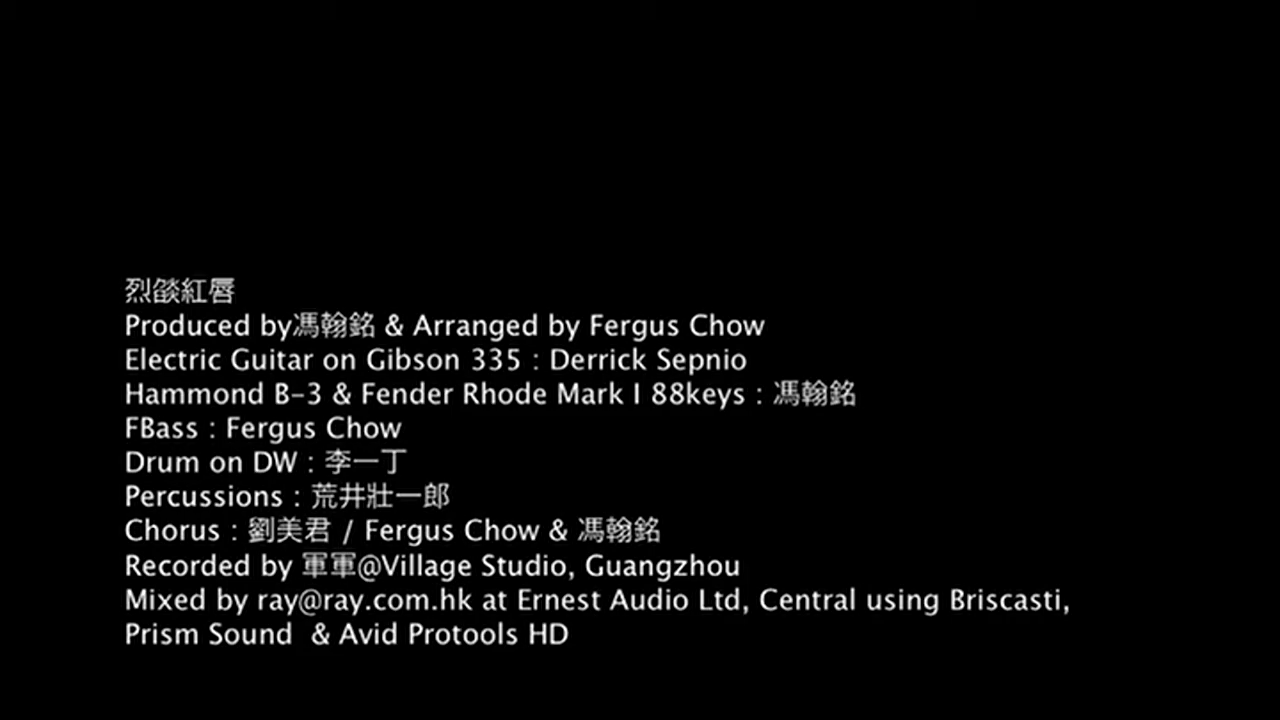 烈燄紅唇
Produced by馮翰銘 & Arranged by Fergus Chow
Electric Guitar on Gibson 335 : Derrick Sepnio
Hammond B-3 & Fender Rhode Mark I 88keys : 馮翰銘
FBass : Fergus Chow
Drum on DW : 李一丁
Percussions : 荒井壯一郎
Chorus : 劉美君 / Fergus Chow & 馮翰銘
Recorded by 軍軍@Village Studio, Guangzhou
Mixed by ray@ray.com.hk at Ernest Audio Ltd, Central using Briscasti,
Prism Sound & Avid Protools HD